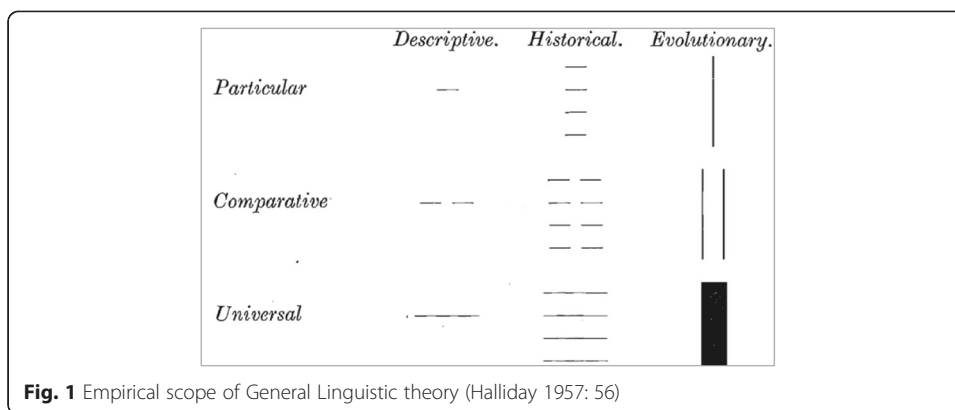 Descriptive. Historical. Evolutionary.
Particular
Comparative
Universal
Fig. 1 Empirical scope of General Linguistic theory (Halliday 1957: 56)